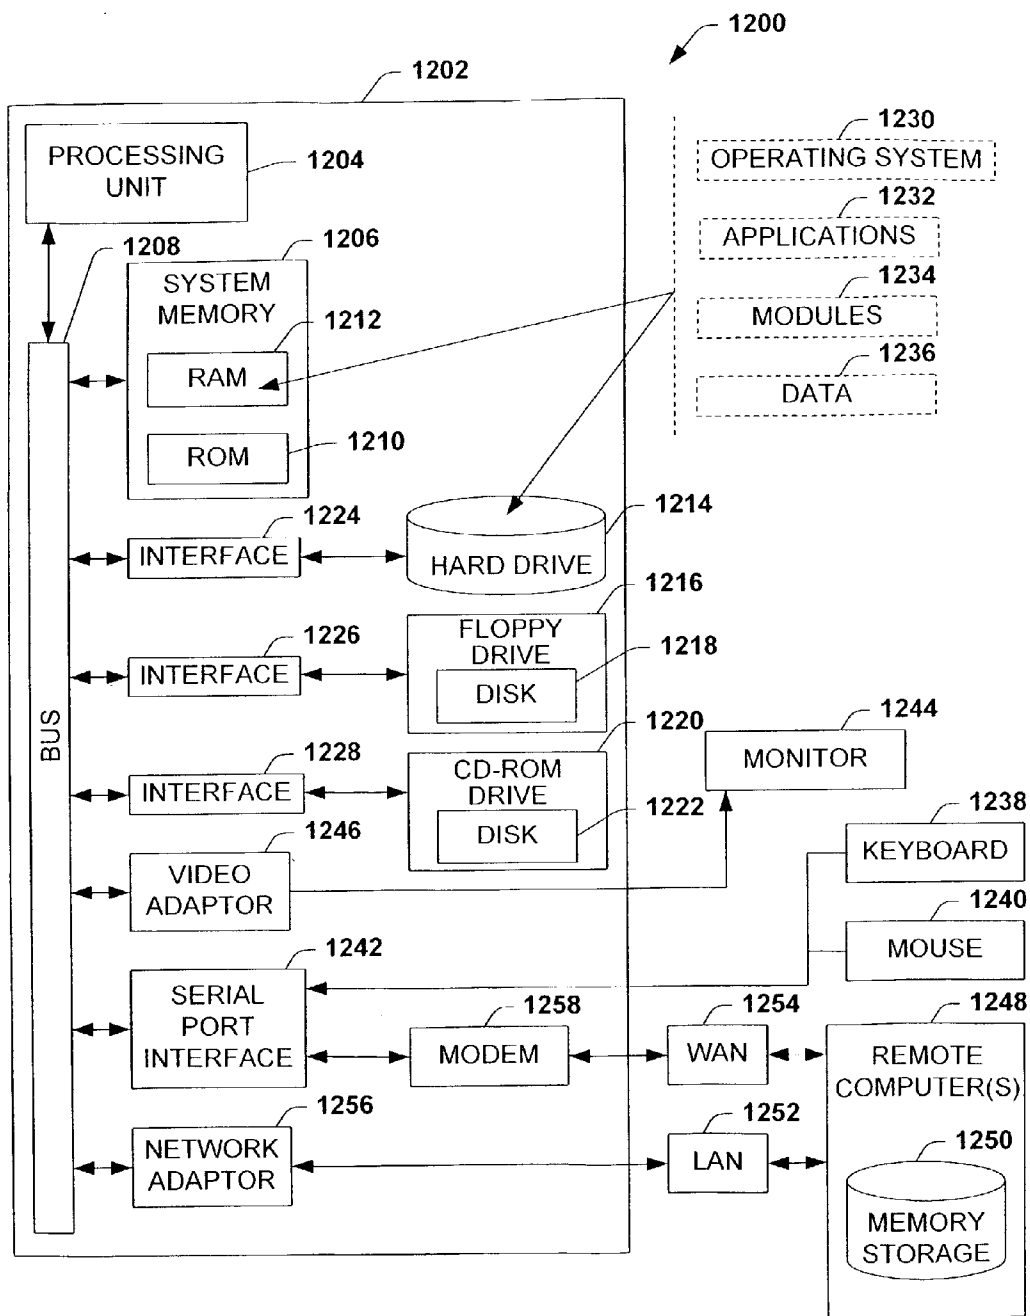 1200
1202
PROCESSING
UNIT
1204
1208
1206
SYSTEM
MEMORY
1212
RAM
1210
ROM
1230
OPERATING SYSTEM
1232
APPLICATIONS
1234
MODULES
1236
DATA
BUS
1224
INTERFACE
1214
HARD DRIVE
1226
INTERFACE
1216
FLOPPY
DRIVE
1218
DISK
1228
INTERFACE
1220
CD-ROM
DRIVE
1222
DISK
1244
MONITOR
1246
VIDEO
ADAPTOR
1238
KEYBOARD
1240
MOUSE
1242
SERIAL
PORT
INTERFACE
1258
MODEM
1254
WAN
1248
REMOTE
COMPUTER(S)
1256
NETWORK
ADAPTOR
1252
LAN
1250
MEMORY
STORAGE